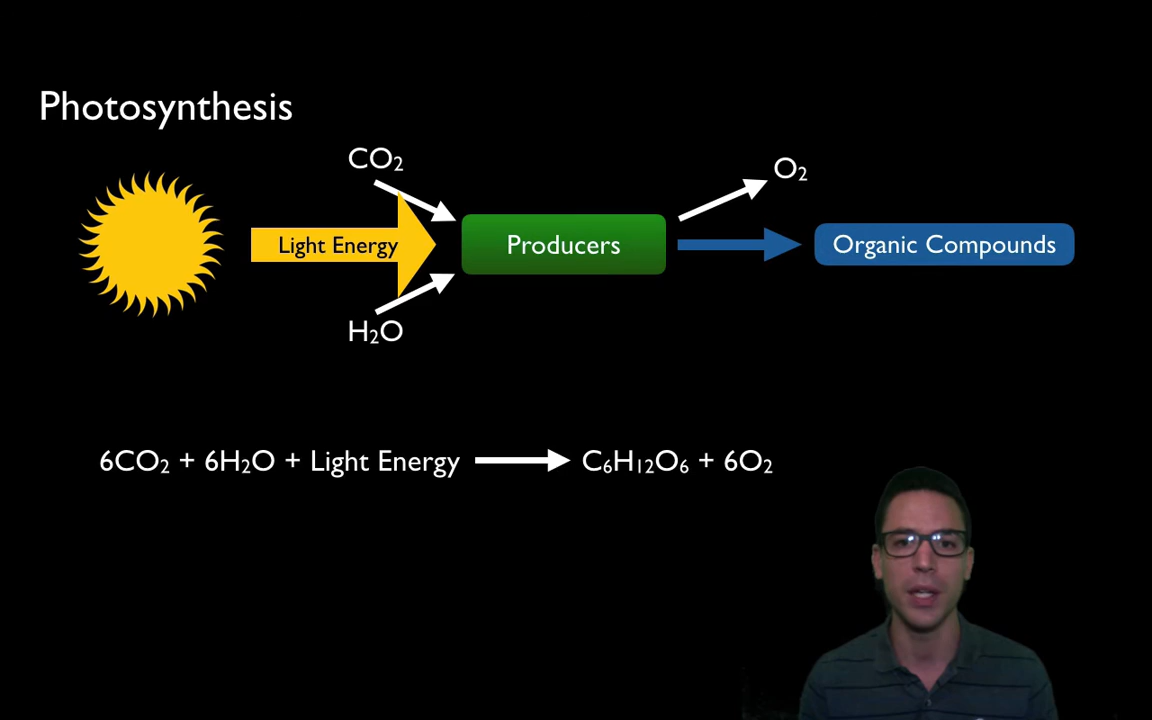 Photosynthesis
CO₂
O₂
Light Energy
Producers
Organic Compounds
H₂O
6CO₂ + 6H₂O + Light Energy ⟶ C₆H₁₂O₆ + 6O₂